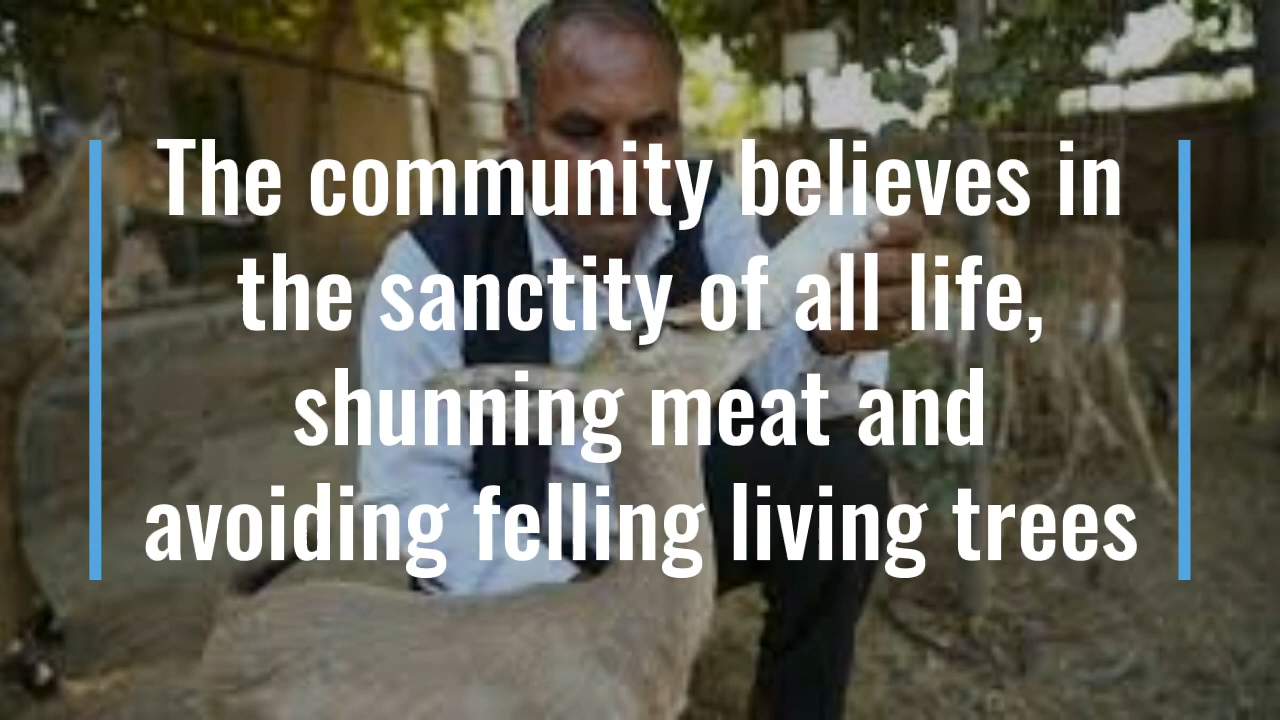 The community believes in
the sanctity of all life,
shunning meat and
avoiding felling living trees